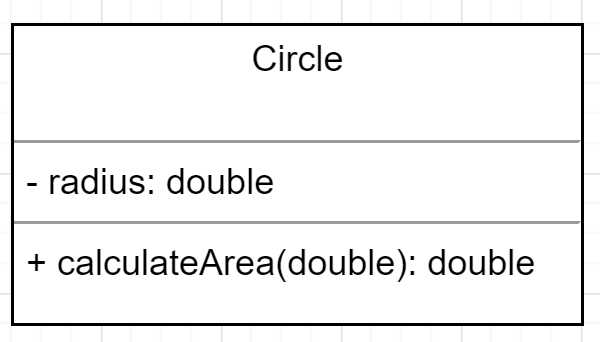 Circle
- radius: double
+ calculateArea(double): double